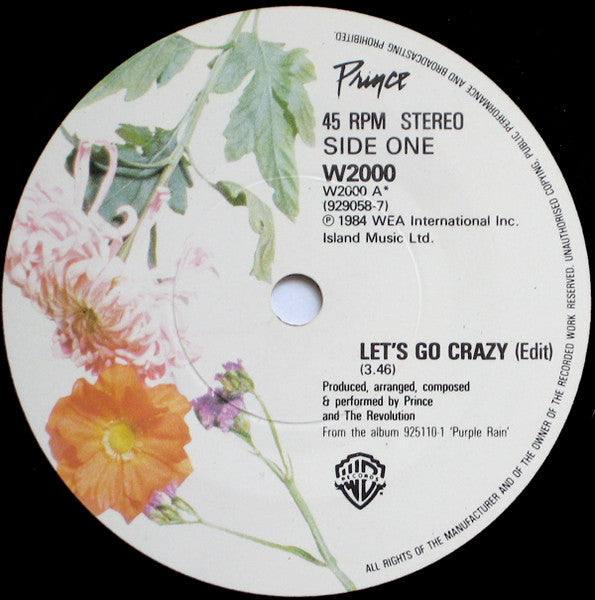 Prince
45 RPM STEREO
SIDE ONE
W2000
W2000 A*
(929058-7)
℗ 1984 WEA International Inc.
Island Music Ltd.
LET'S GO CRAZY (Edit)
(3.46)
Produced, arranged, composed
& performed by Prince
and The Revolution
From the album 925110-1 'Purple Rain'
WB
RECORDS
ALL RIGHTS OF THE MANUFACTURER AND OF THE OWNER OF THE RECORDED WORK RESERVED. UNAUTHORISED COPYING, PUBLIC PERFORMANCE AND BROADCASTING PROHIBITED.